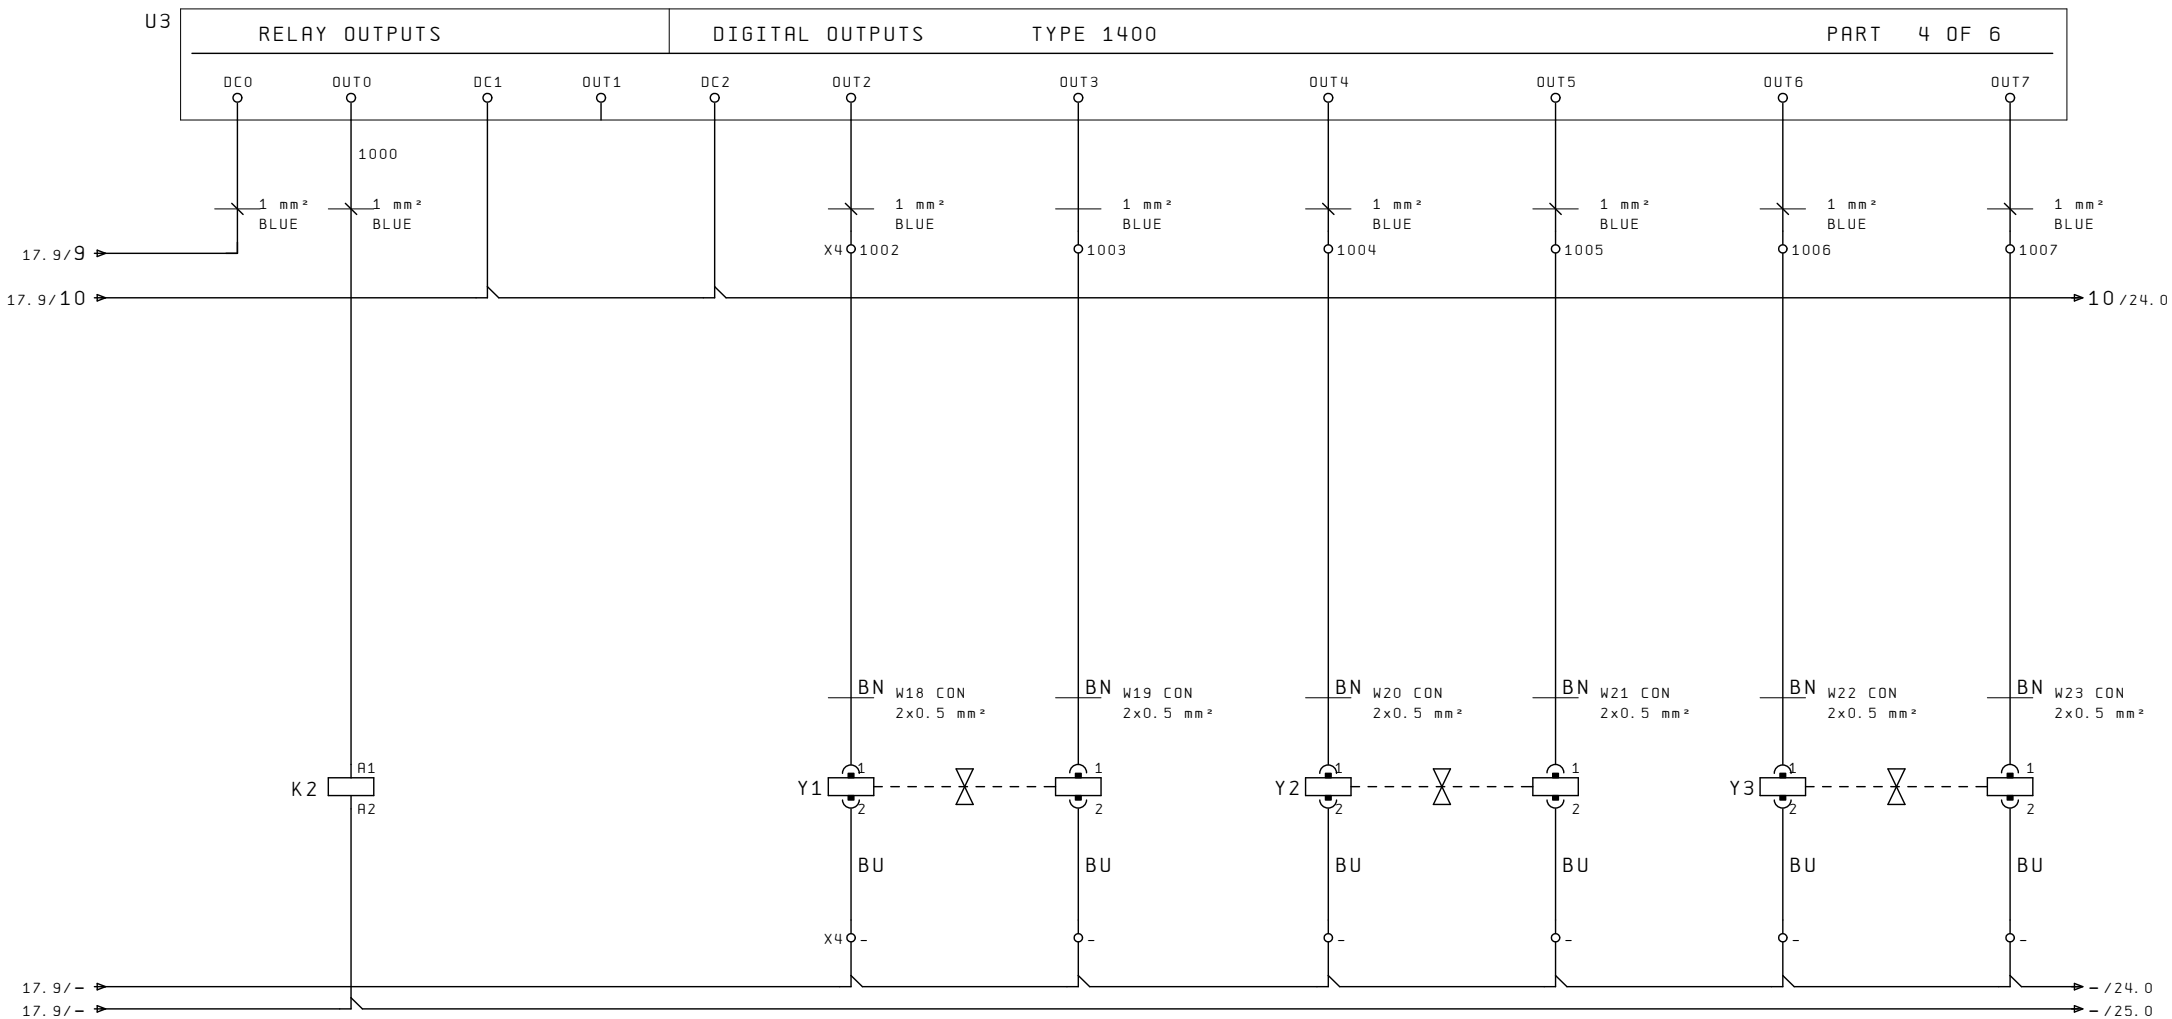 U3
RELAY OUTPUTS DIGITAL OUTPUTS TYPE 1400 PART 4 OF 6
DC0 OUT0 DC1 OUT1 DC2 OUT2 OUT3 OUT4 OUT5 OUT6 OUT7
1000
1 mm² 1 mm² 1 mm² 1 mm² 1 mm² 1 mm² 1 mm² 1 mm²
BLUE BLUE BLUE BLUE BLUE BLUE BLUE BLUE
17.9/9 X4 1002 1003 1004 1005 1006 1007
17.9/10 10/24.0
BN W18 CON BN W19 CON BN W20 CON BN W21 CON BN W22 CON BN W23 CON
2x0.5 mm² 2x0.5 mm² 2x0.5 mm² 2x0.5 mm² 2x0.5 mm² 2x0.5 mm²
A1 1 1 1 1 1 1
K2 Y1 Y2 Y3
A2 2 2 2 2 2 2
BU BU BU BU BU BU
X4 - - - - - -
17.9/- -/24.0
17.9/- -/25.0